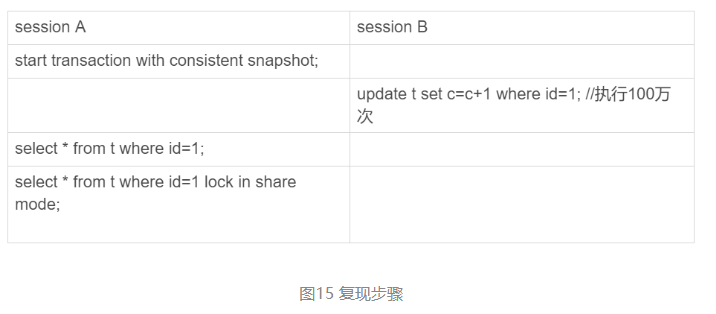 session A
session B
start transaction with consistent snapshot;
update t set c=c+1 where id=1; //执行100万
次
select * from t where id=1;
select * from t where id=1 lock in share
mode;
图15 复现步骤